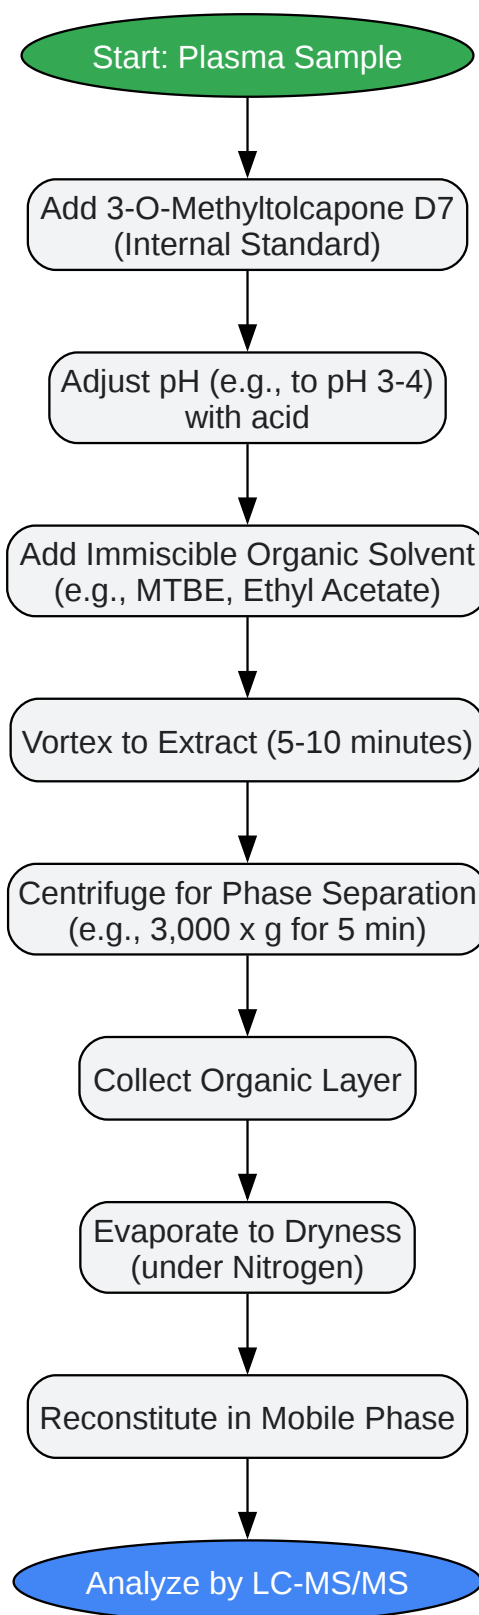 Start: Plasma Sample
Add 3-O-Methyltolcapone D7
(Internal Standard)
Adjust pH (e.g., to pH 3-4)
with acid
Add Immiscible Organic Solvent
(e.g., MTBE, Ethyl Acetate)
Vortex to Extract (5-10 minutes)
Centrifuge for Phase Separation
(e.g., 3,000 x g for 5 min)
Collect Organic Layer
Evaporate to Dryness
(under Nitrogen)
Reconstitute in Mobile Phase
Analyze by LC-MS/MS